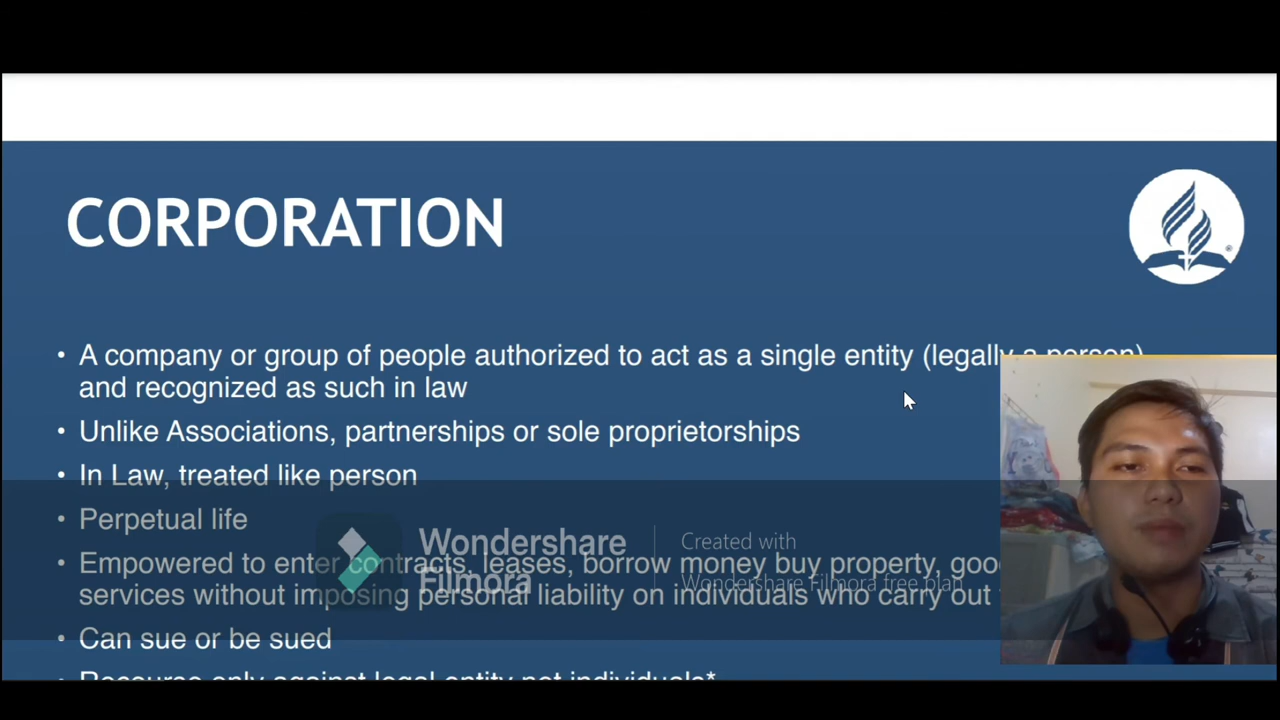 CORPORATION
• A company or group of people authorized to act as a single entity (legally a person)
and recognized as such in law
• Unlike Associations, partnerships or sole proprietorships
• In Law, treated like person
• Perpetual life
• Empowered to enter contracts, leases, borrow money buy property,
services without imposing personal liability on individuals who carry out
• Can sue or be sued
• Recourse only against legal entity not individuals*
Wondershare
Filmora
Created with
Wondershare Filmora free plan
®